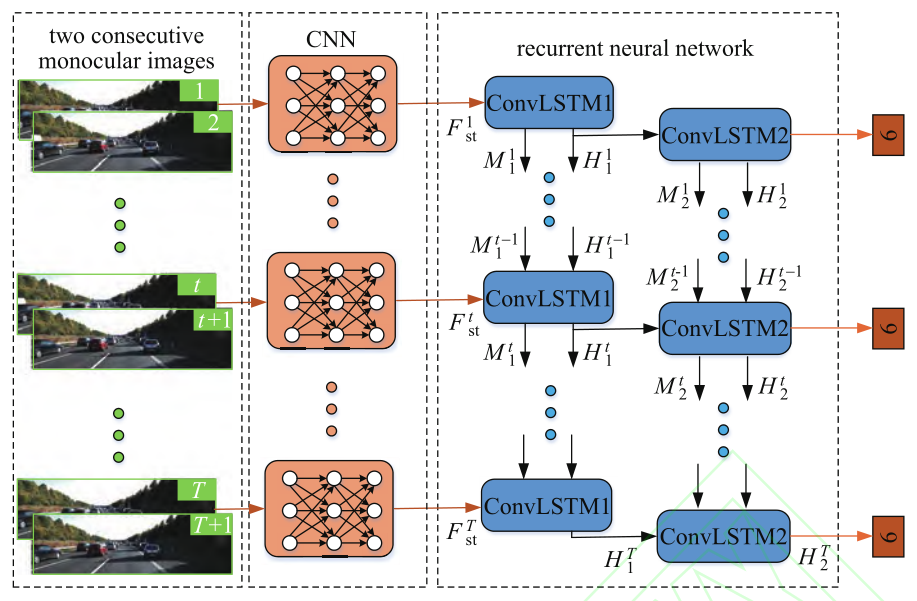 two consecutive
monocular images
CNN
recurrent neural network
1
2
ConvLSTM1
F_st^1
M_1^1
H_1^1
ConvLSTM2
6
M_2^1
H_2^1
M_1^{t-1}
H_1^{t-1}
t
t+1
ConvLSTM1
F_st^t
M_2^{t-1}
H_2^{t-1}
ConvLSTM2
6
M_1^t
H_1^t
M_2^t
H_2^t
T
T+1
ConvLSTM1
F_st^T
H_1^T
ConvLSTM2
H_2^T
6